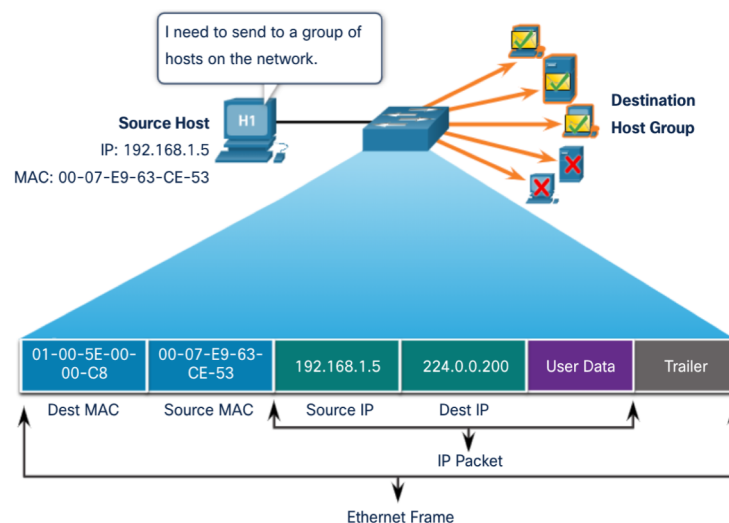 I need to send to a group of
hosts on the network.
H1
Source Host
IP: 192.168.1.5
MAC: 00-07-E9-63-CE-53
Destination
Host Group
01-00-5E-00-
00-C8
00-07-E9-63-
CE-53
192.168.1.5
224.0.0.200
User Data
Trailer
Dest MAC
Source MAC
Source IP
Dest IP
IP Packet
Ethernet Frame